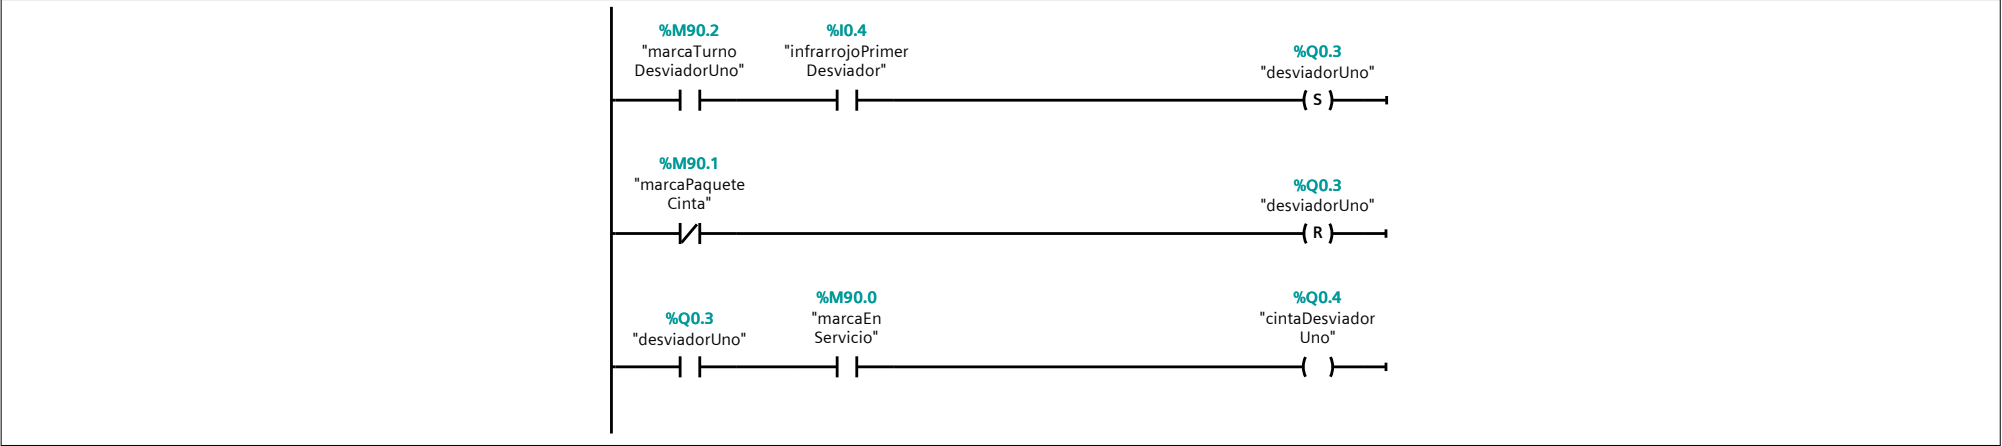 %M90.2
"marcaTurno
DesviadorUno"
%I0.4
"infrarrojoPrimer
Desviador"
%Q0.3
"desviadorUno"
S
%M90.1
"marcaPaquete
Cinta"
%Q0.3
"desviadorUno"
R
%Q0.3
"desviadorUno"
%M90.0
"marcaEn
Servicio"
%Q0.4
"cintaDesviador
Uno"